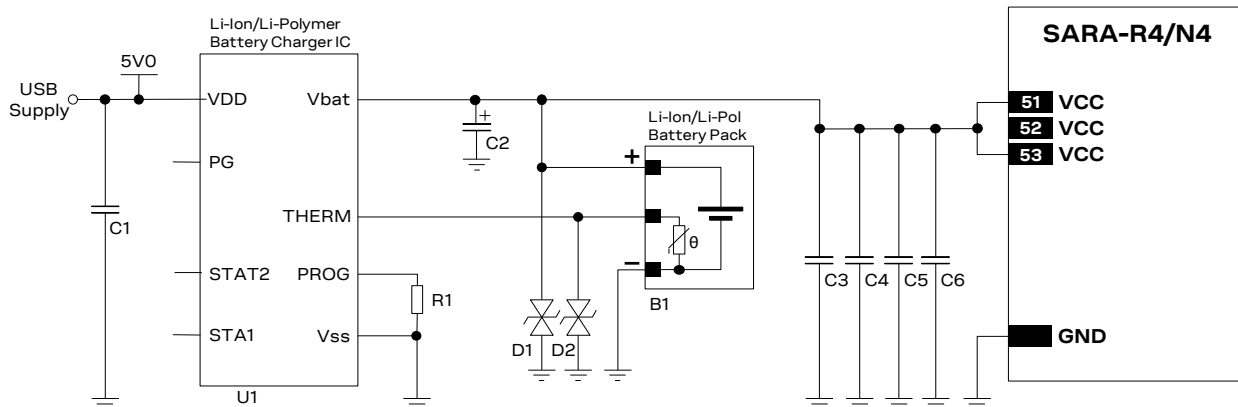 Li-Ion/Li-Polymer
Battery Charger IC
SARA-R4/N4
5V0
USB
Supply
VDD
Vbat
51 VCC
52 VCC
53 VCC
Li-Ion/Li-Pol
Battery Pack
+
C2
+
PG
C1
THERM
θ
STAT2
PROG
−
C3
C4
C5
C6
R1
B1
STA1
Vss
D1
D2
GND
U1